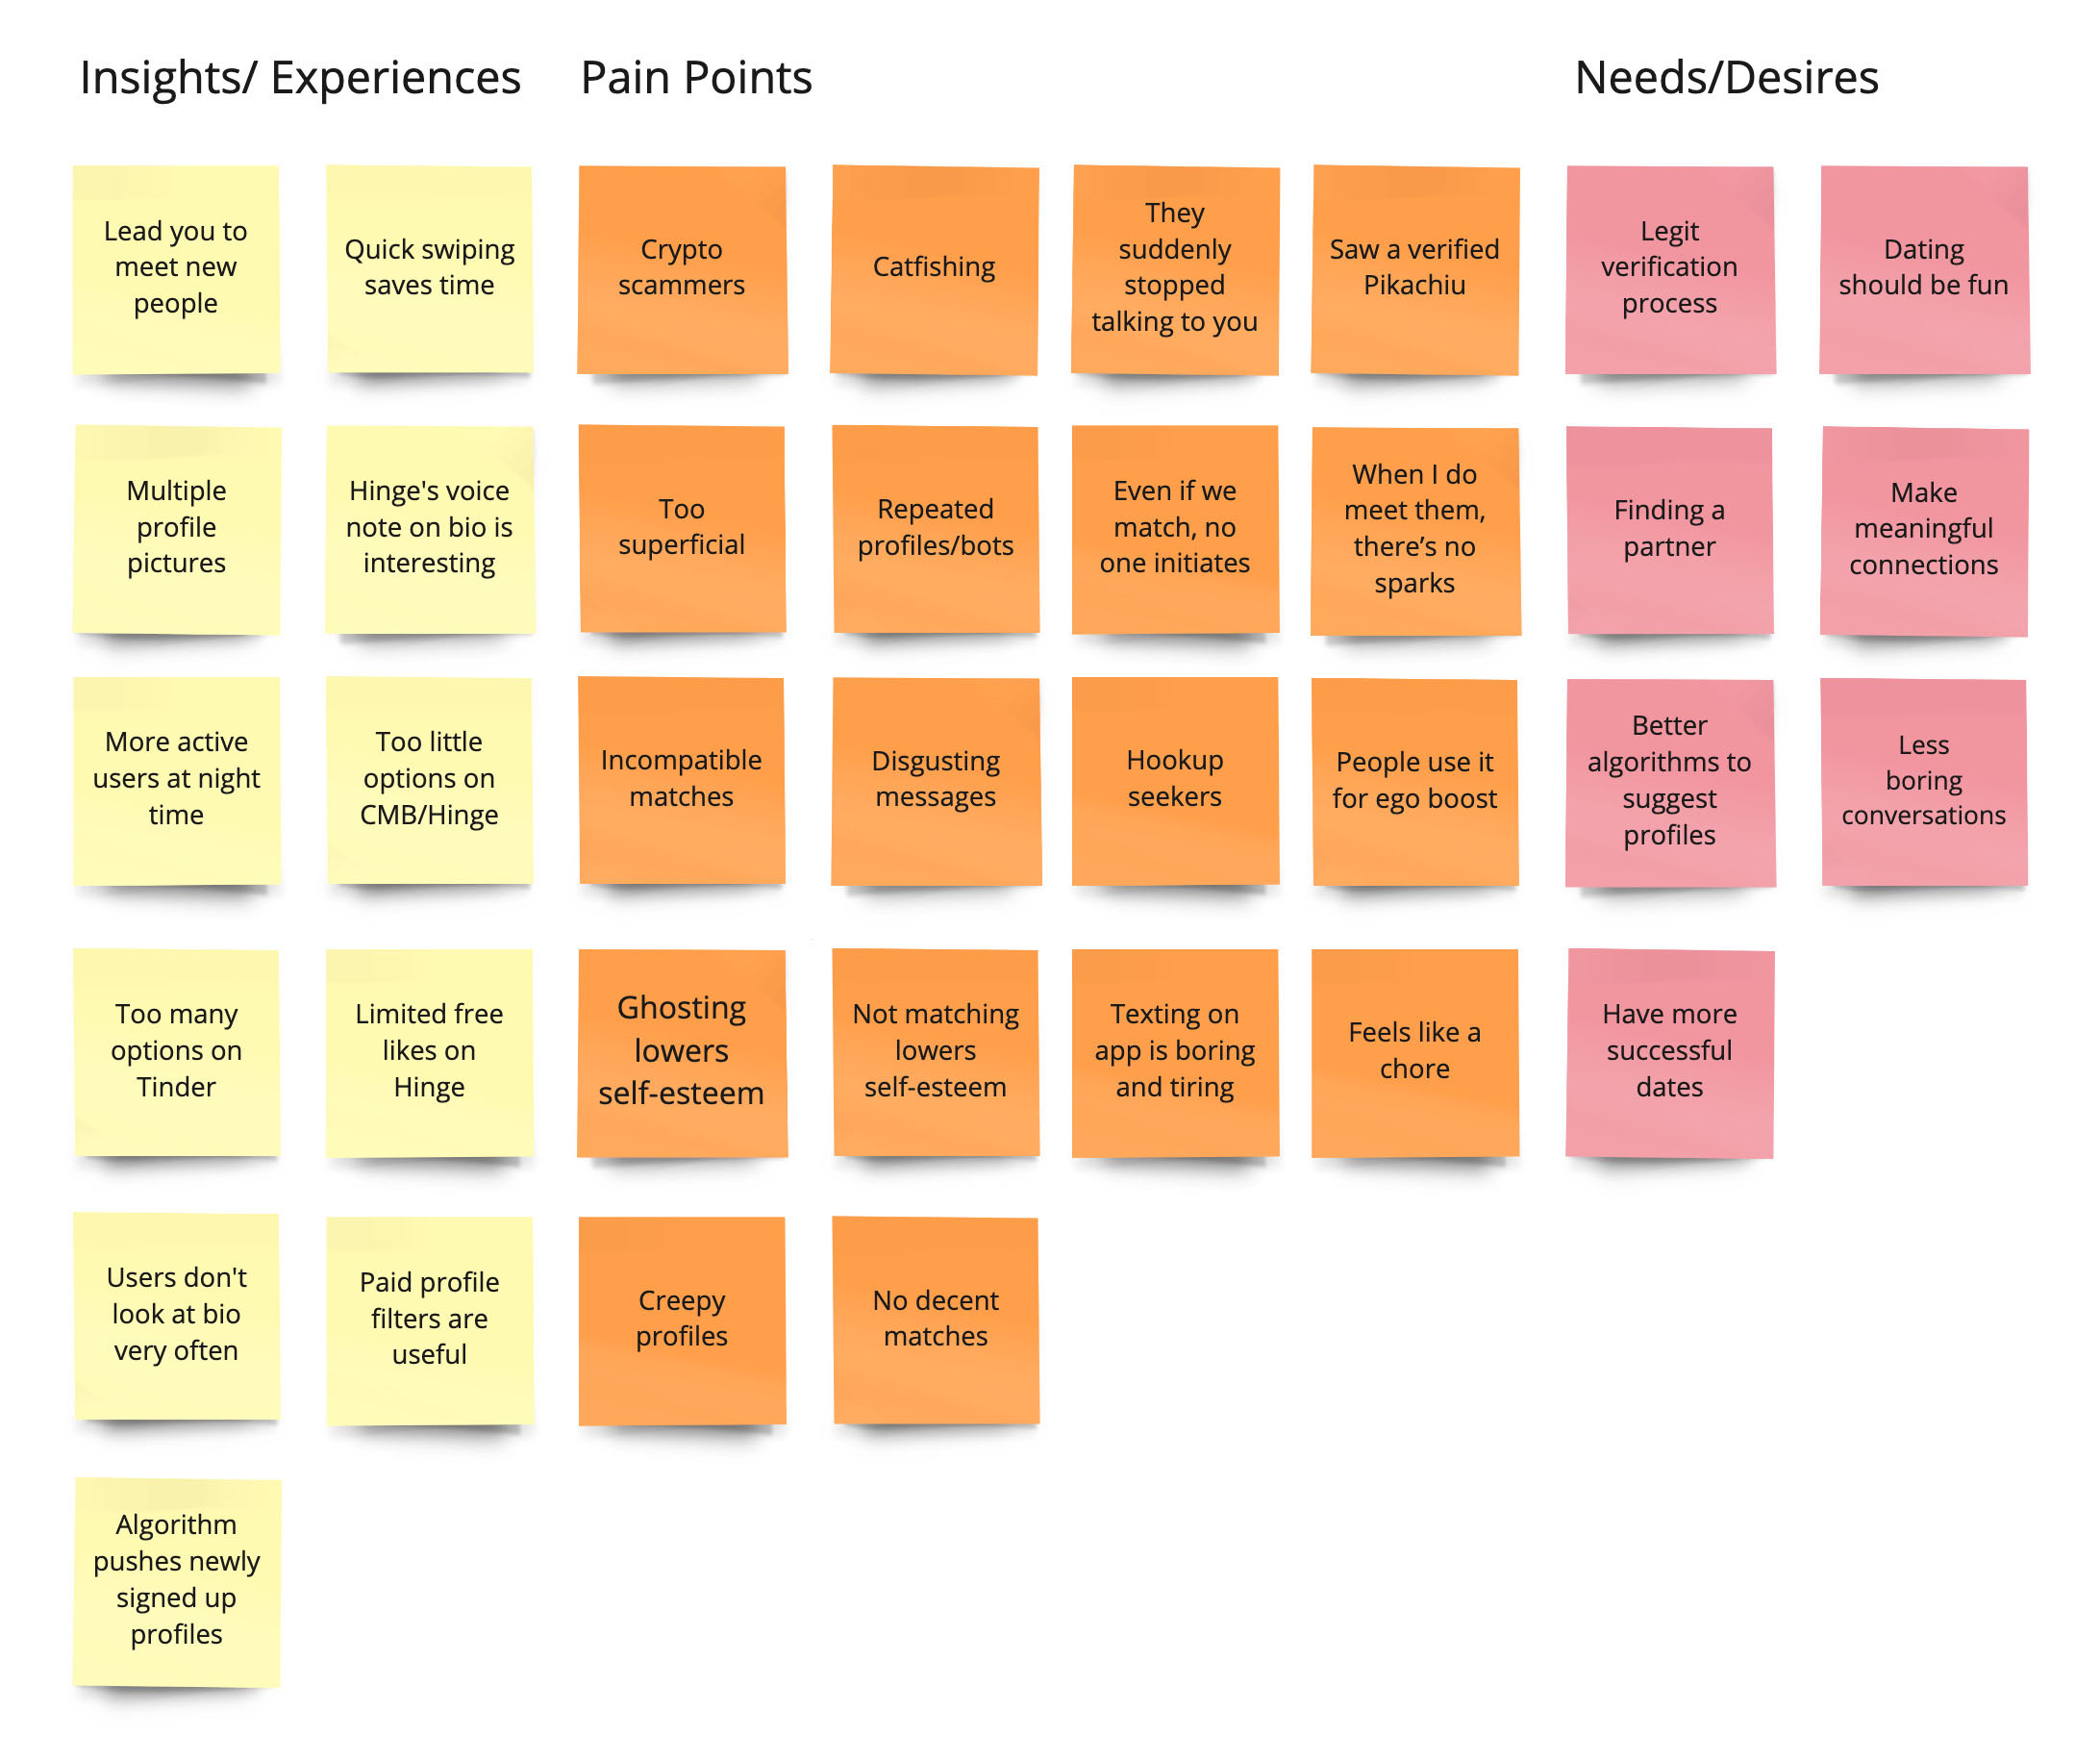 Insights/ Experiences
Pain Points
Needs/Desires
Lead you to
meet new
people
Quick swiping
saves time
Crypto
scammers
Catfishing
They
suddenly
stopped
talking to you
Saw a verified
Pikachiu
Legit
verification
process
Dating
should be fun
Multiple
profile
pictures
Hinge's voice
note on bio is
interesting
Too
superficial
Repeated
profiles/bots
Even if we
match, no
one initiates
When I do
meet them,
there’s no
sparks
Finding a
partner
Make
meaningful
connections
More active
users at night
time
Too little
options on
CMB/Hinge
Incompatible
matches
Disgusting
messages
Hookup
seekers
People use it
for ego boost
Better
algorithms to
suggest
profiles
Less
boring
conversations
Too many
options on
Tinder
Limited free
likes on
Hinge
Ghosting
lowers
self-esteem
Not matching
lowers
self-esteem
Texting on
app is boring
and tiring
Feels like a
chore
Have more
successful
dates
Users don't
look at bio
very often
Paid profile
filters are
useful
Creepy
profiles
No decent
matches
Algorithm
pushes newly
signed up
profiles